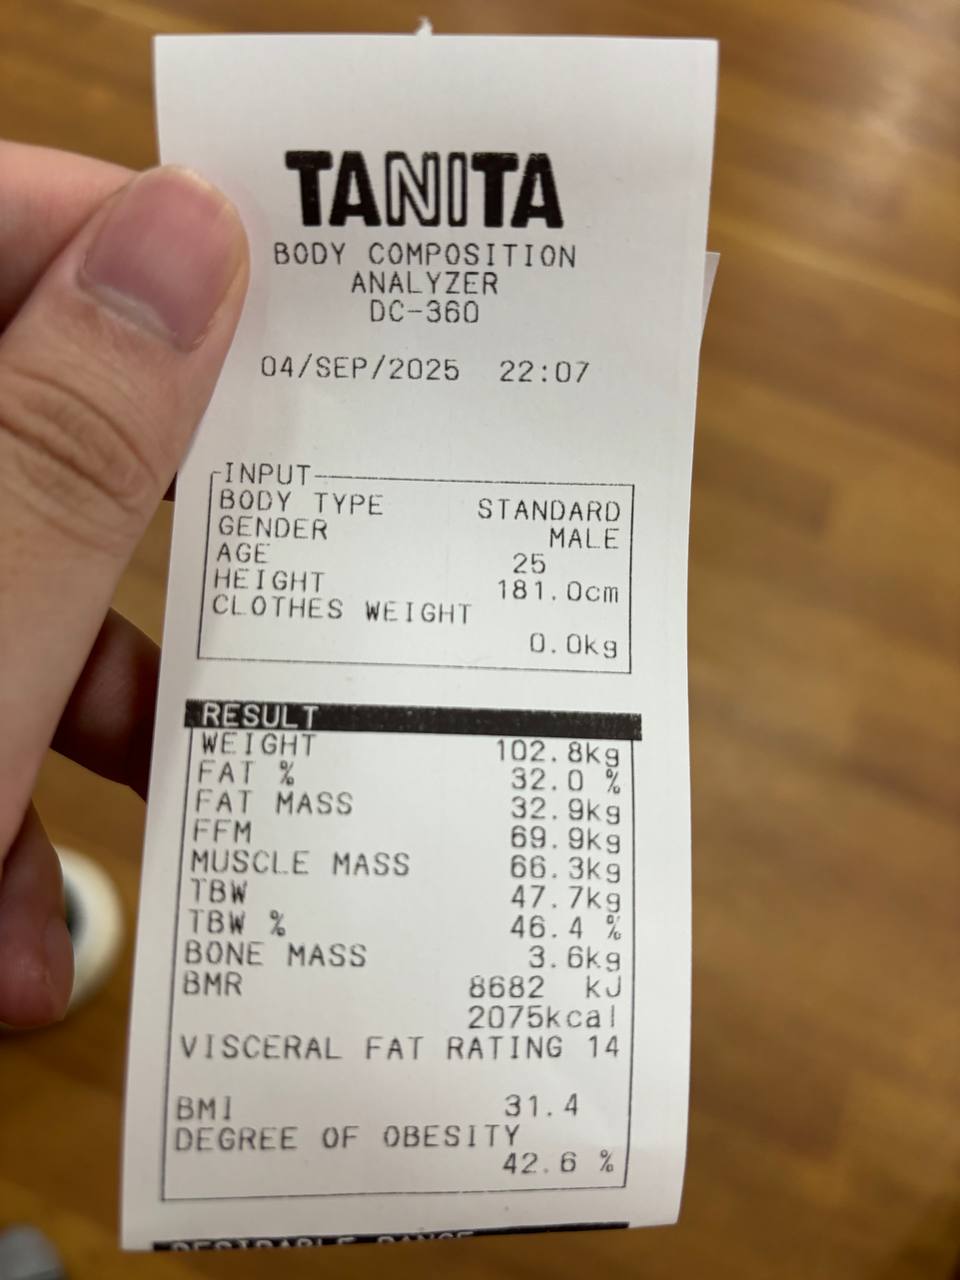 TANITA
BODY COMPOSITION
ANALYZER
DC-360
04/SEP/2025 22:07
INPUT
BODY TYPE STANDARD
GENDER MALE
AGE 25
HEIGHT 181.0cm
CLOTHES WEIGHT
0.0kg
RESULT
WEIGHT 102.8kg
FAT % 32.0 %
FAT MASS 32.9kg
FFM 69.9kg
MUSCLE MASS 66.3kg
TBW 47.7kg
TBW % 46.4 %
BONE MASS 3.6kg
BMR 8682 kJ
2075kcal
VISCERAL FAT RATING 14
BMI 31.4
DEGREE OF OBESITY
42.6 %
DESIRABLE RANGE